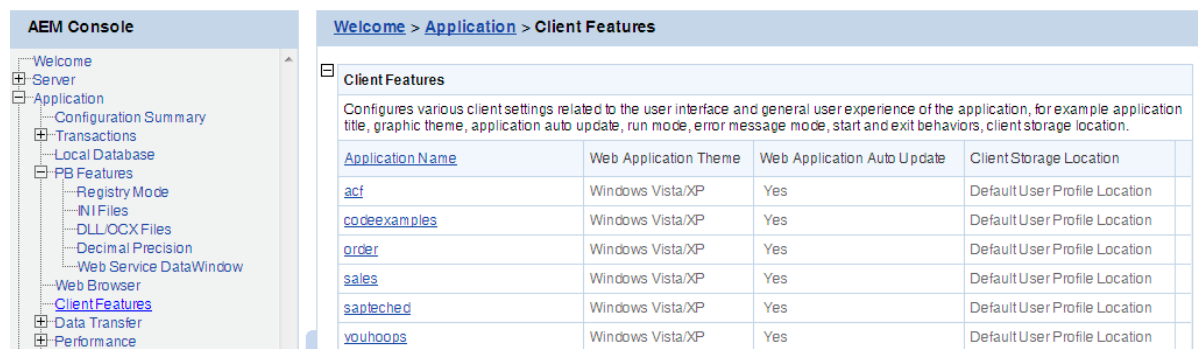 AEM Console
Welcome
Server
Application
Configuration Summary
Transactions
Local Database
PB Features
Registry Mode
INI Files
DLL/OCX Files
Decimal Precision
Web Service DataWindow
Web Browser
Client Features
Data Transfer
Performance
Welcome > Application > Client Features
Client Features
Configures various client settings related to the user interface and general user experience of the application, for example application
title, graphic theme, application auto update, run mode, error message mode, start and exit behaviors, client storage location.
Application Name Web Application Theme Web Application Auto Update Client Storage Location
acf Windows Vista/XP Yes Default User Profile Location
codeexamples Windows Vista/XP Yes Default User Profile Location
order Windows Vista/XP Yes Default User Profile Location
sales Windows Vista/XP Yes Default User Profile Location
sapteched Windows Vista/XP Yes Default User Profile Location
youhoops Windows Vista/XP Yes Default User Profile Location